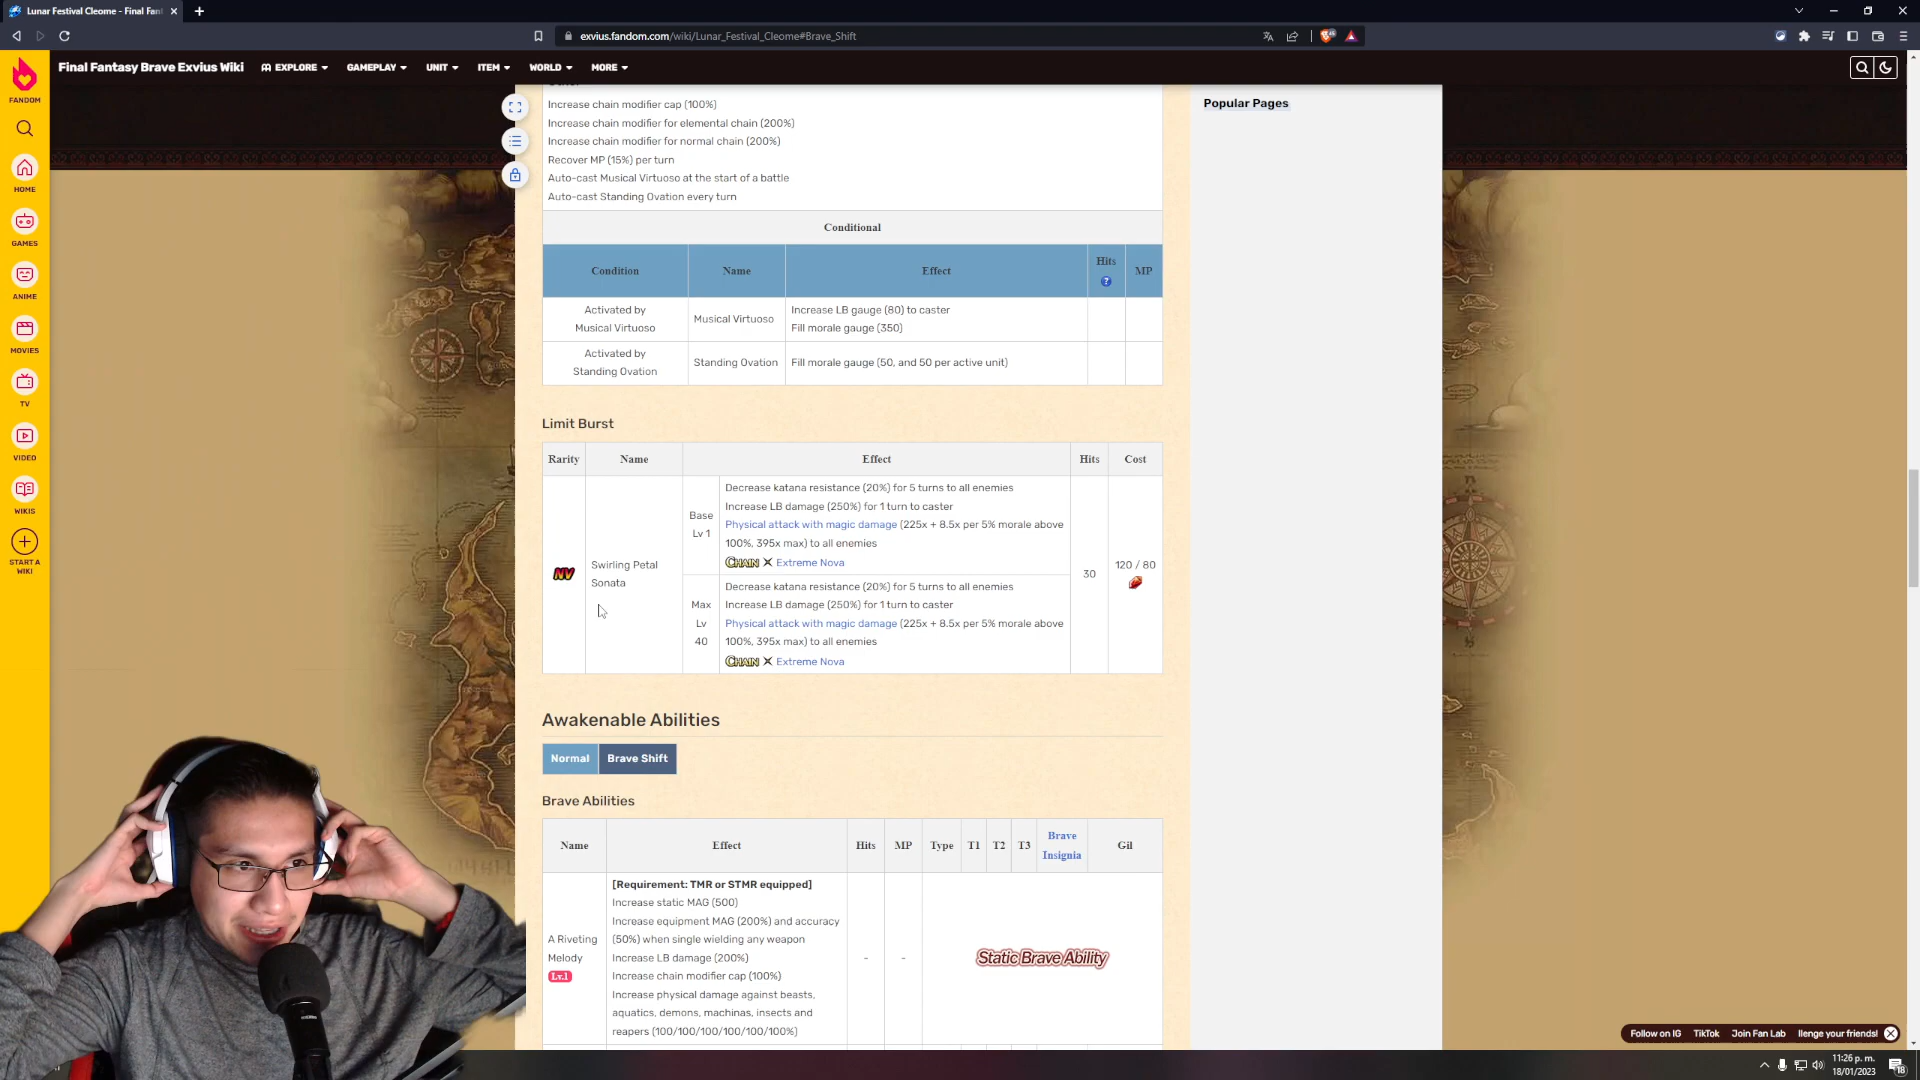 Lunar Festival Cleome - Final Fan
exvius.fandom.com/wiki/Lunar_Festival_Cleome#Brave_Shift
FANDOM
HOME
GAMES
ANIME
MOVIES
TV
VIDEO
WIKIS
START A
WIKI
Final Fantasy Brave Exvius Wiki
EXPLORE
GAMEPLAY
UNIT
ITEM
WORLD
MORE
Increase chain modifier cap (100%)
Increase chain modifier for elemental chain (200%)
Increase chain modifier for normal chain (200%)
Recover MP (15%) per turn
Auto-cast Musical Virtuoso at the start of a battle
Auto-cast Standing Ovation every turn
Conditional
Condition
Name
Effect
Hits
?
MP
Activated by
Musical Virtuoso
Musical Virtuoso
Increase LB gauge (80) to caster
Fill morale gauge (350)
Activated by
Standing Ovation
Standing Ovation
Fill morale gauge (50, and 50 per active unit)
Limit Burst
Rarity
Name
Effect
Hits
Cost
NV
Swirling Petal
Sonata
Base
Lv 1
Decrease katana resistance (20%) for 5 turns to all enemies
Increase LB damage (250%) for 1 turn to caster
Physical attack with magic damage (225x + 8.5x per 5% morale above
100%, 395x max) to all enemies
CHAIN Extreme Nova
Max
Lv
40
Decrease katana resistance (20%) for 5 turns to all enemies
Increase LB damage (250%) for 1 turn to caster
Physical attack with magic damage (225x + 8.5x per 5% morale above
100%, 395x max) to all enemies
CHAIN Extreme Nova
30
120 / 80
Awakenable Abilities
Normal
Brave Shift
Brave Abilities
Name
Effect
Hits
MP
Type
T1
T2
T3
Brave
Insignia
Gil
A Riveting
Melody
Lv.1
[Requirement: TMR or STMR equipped]
Increase static MAG (500)
Increase equipment MAG (200%) and accuracy
(50%) when single wielding any weapon
Increase LB damage (200%)
Increase chain modifier cap (100%)
Increase physical damage against beasts,
aquatics, demons, machinas, insects and
reapers (100/100/100/100/100/100%)
-
-
Static Brave Ability
Popular Pages
Follow on IG
TikTok
Join Fan Lab
llenge your friends!
11:26 p. m.
18/01/2023